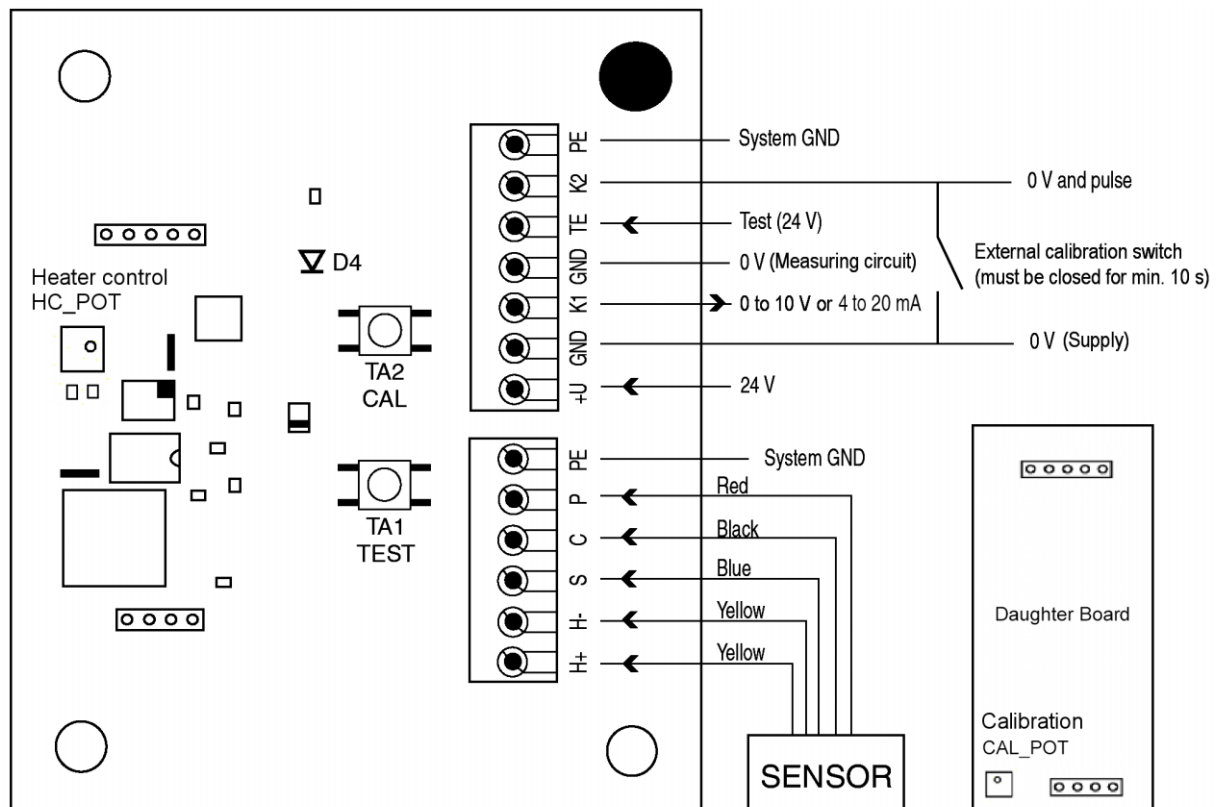 PE
System GND
K2
0 V and pulse
TE
Test (24 V)
GND
0 V (Measuring circuit)
K1
0 to 10 V or 4 to 20 mA
GND
0 V (Supply)
+U
24 V
External calibration switch
(must be closed for min. 10 s)
Heater control
HC_POT
D4
TA2
CAL
TA1
TEST
PE
System GND
P
Red
C
Black
S
Blue
H-
Yellow
H+
Yellow
SENSOR
Daughter Board
Calibration
CAL_POT